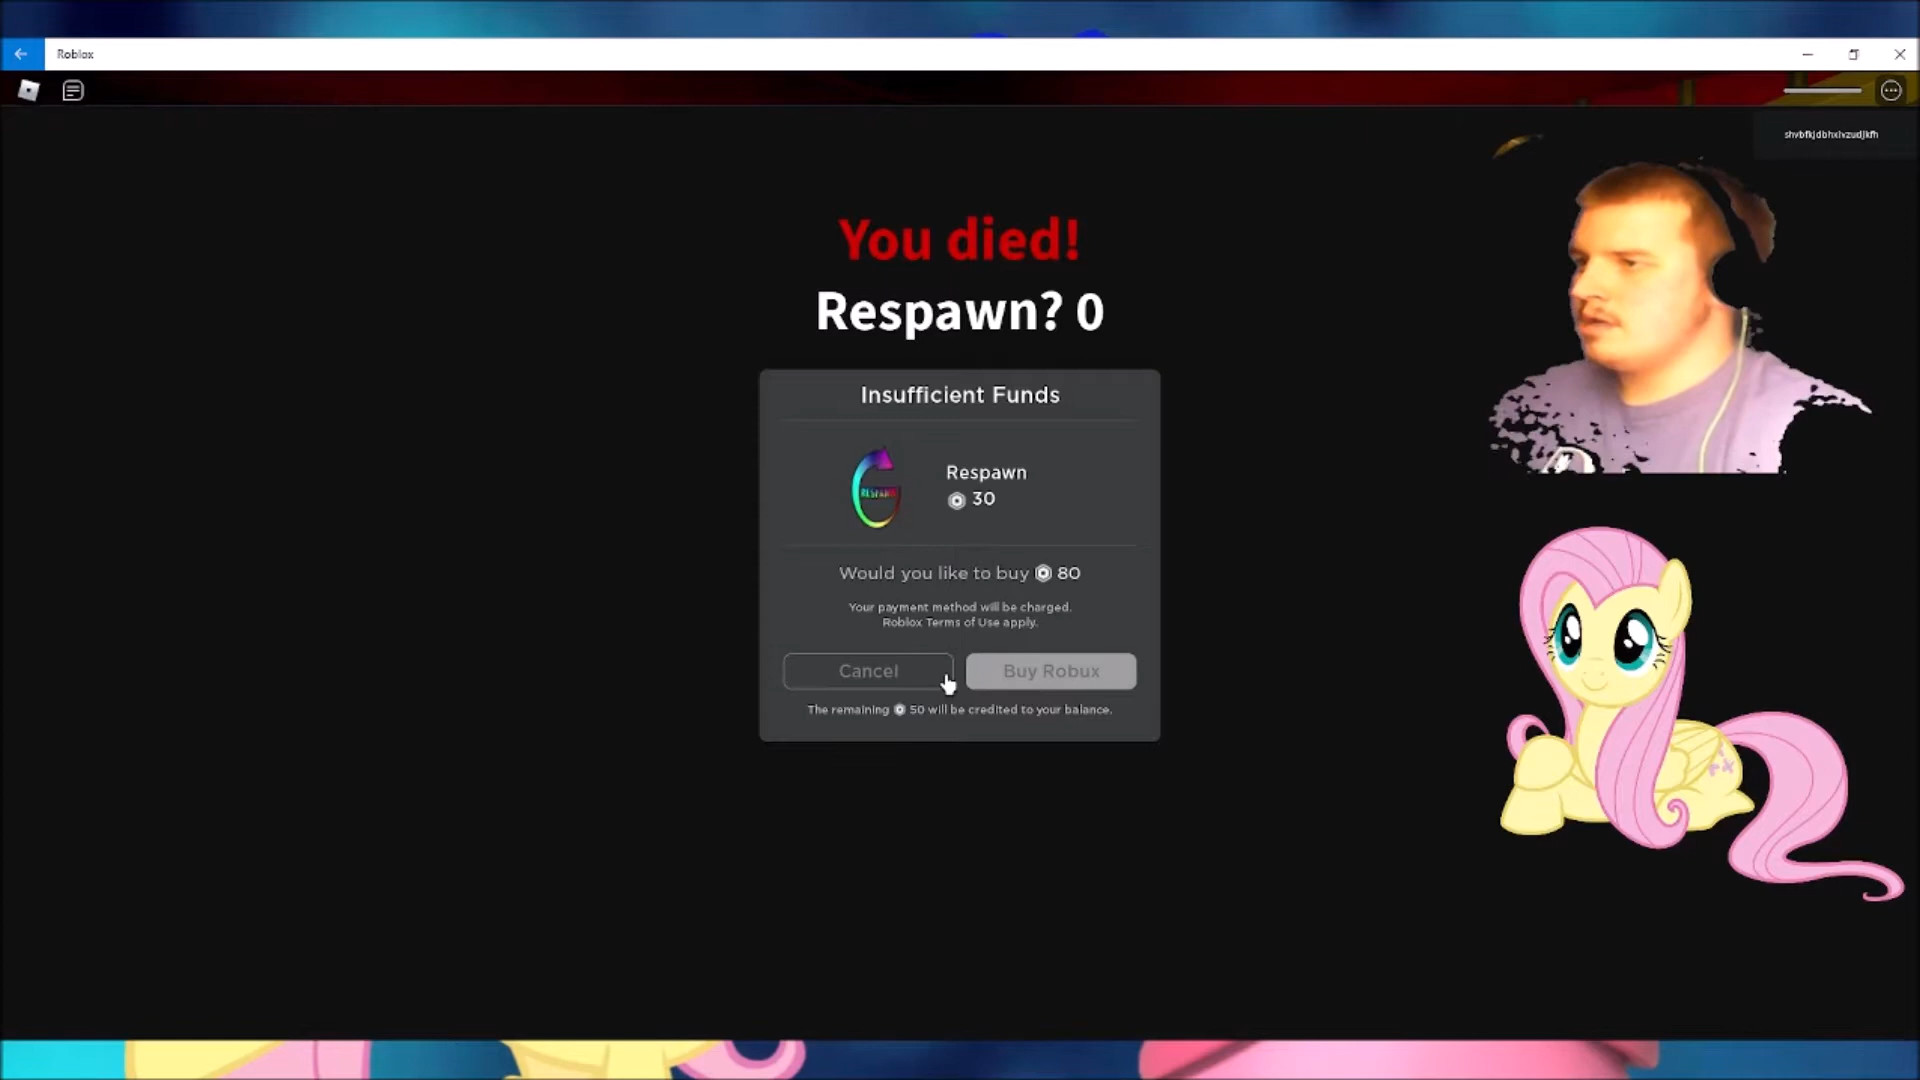 Roblox
You died!
Respawn? 0
Insufficient Funds
RESPAWN
Respawn
30
Would you like to buy 80
Your payment method will be charged.
Roblox Terms of Use apply.
Cancel
Buy Robux
The remaining 50 will be credited to your balance.